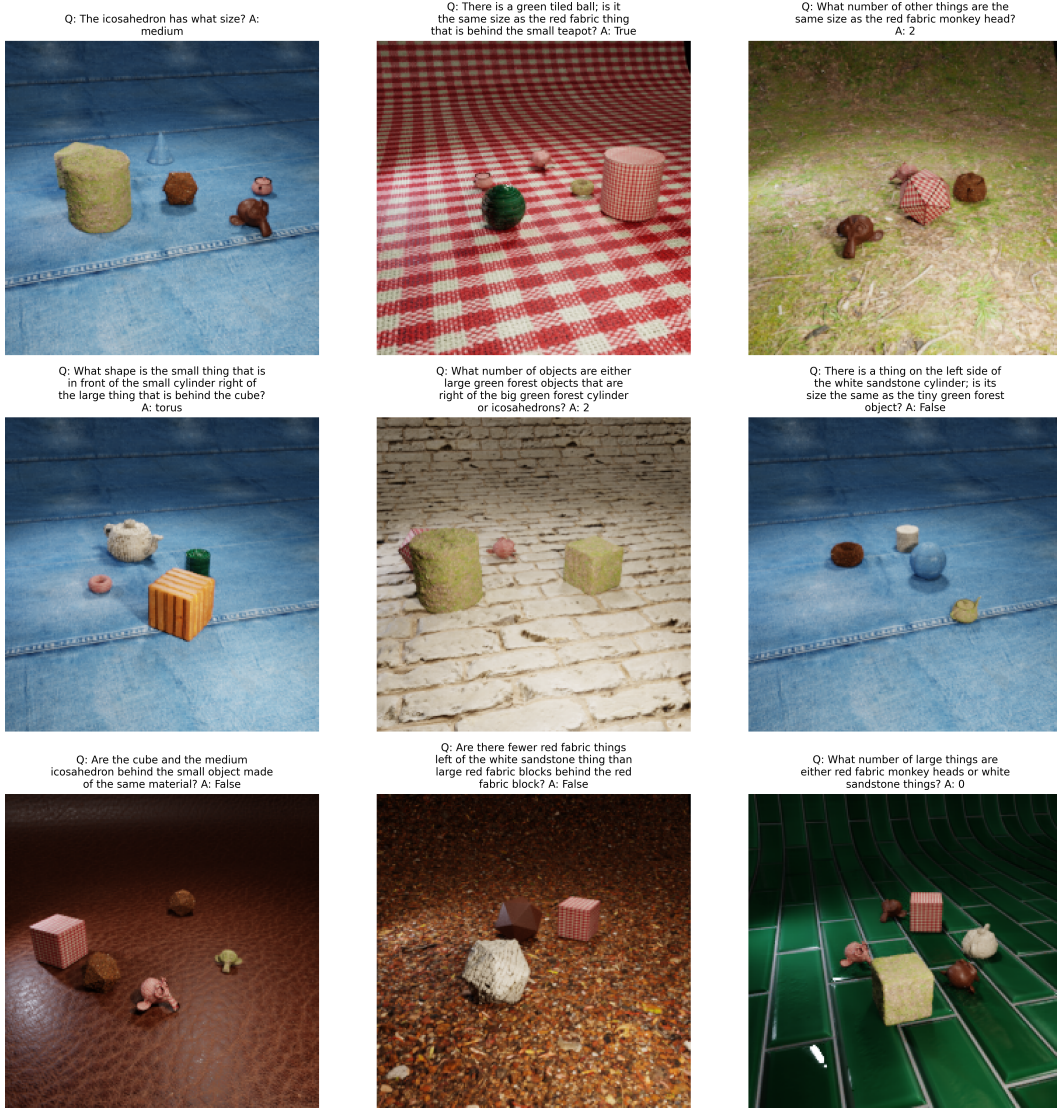 Q: The icosahedron has what size? A:
medium
Q: There is a green tiled ball; is it
the same size as the red fabric thing
that is behind the small teapot? A: True
Q: What number of other things are the
same size as the red fabric monkey head?
A: 2
Q: What shape is the small thing that is
in front of the small cylinder right of
the large thing that is behind the cube?
A: torus
Q: What number of objects are either
large green forest objects that are
right of the big green forest cylinder
or icosahedrons? A: 2
Q: There is a thing on the left side of
the white sandstone cylinder; is its
size the same as the tiny green forest
object? A: False
Q: Are the cube and the medium
icosahedron behind the small object made
of the same material? A: False
Q: Are there fewer red fabric things
left of the white sandstone thing than
large red fabric blocks behind the red
fabric block? A: False
Q: What number of large things are
either red fabric monkey heads or white
sandstone things? A: 0